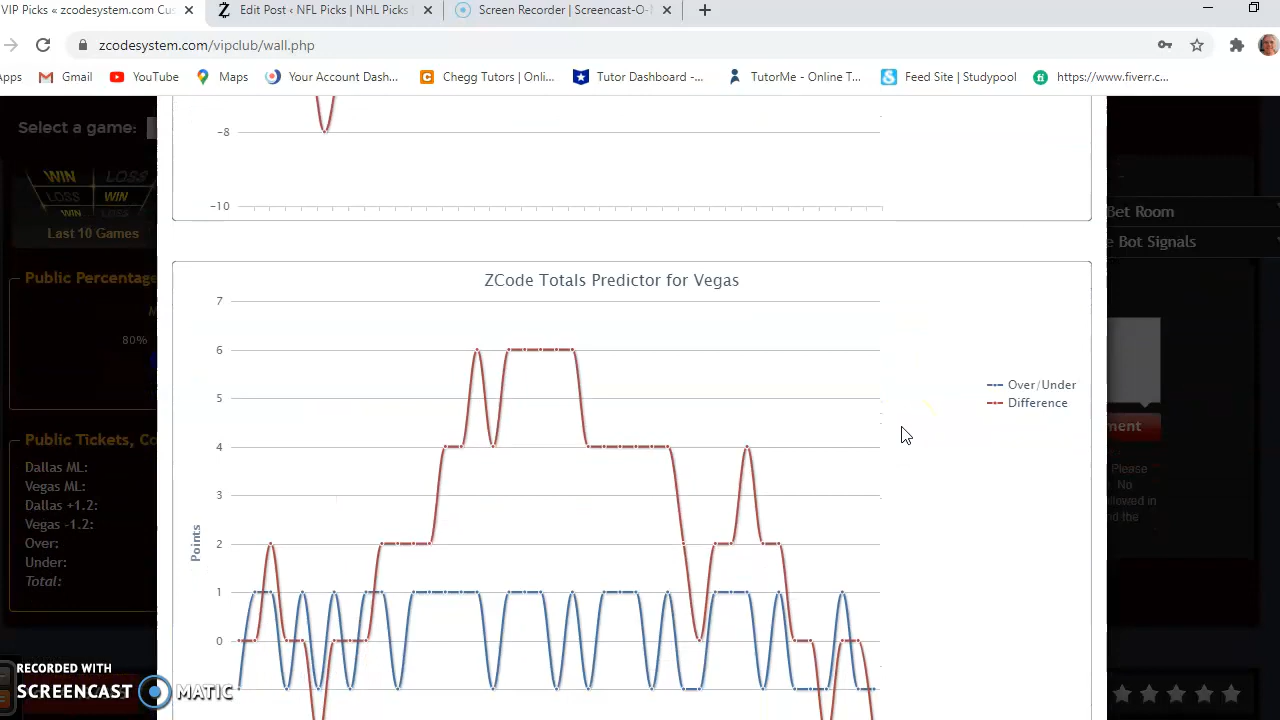 VIP Picks « zcodesystem.com Cus
Edit Post ‹ NFL Picks | NHL Picks
Screen Recorder | Screencast-O-
zcodesystem.com/vipclub/wall.php
Apps
Gmail
YouTube
Maps
Your Account Dash...
Chegg Tutors | Onli...
Tutor Dashboard -...
TutorMe - Online T...
Feed Site | Studypool
https://www.fiverr.c...
Select a game:
-8
-10
WIN LOSS
LOSS WIN
WIN LOSS
Last 10 Games
Bet Room
e Bot Signals
Public Percentage
80%
ZCode Totals Predictor for Vegas
7
6
5
4
3
2
1
0
Points
Over/Under
Difference
Public Tickets, Co
Dallas ML:
Vegas ML:
Dallas +1.2:
Vegas -1.2:
Over:
Under:
Total:
ment
Please
No
llowed in
nd the
RECORDED WITH
SCREENCAST MATIC